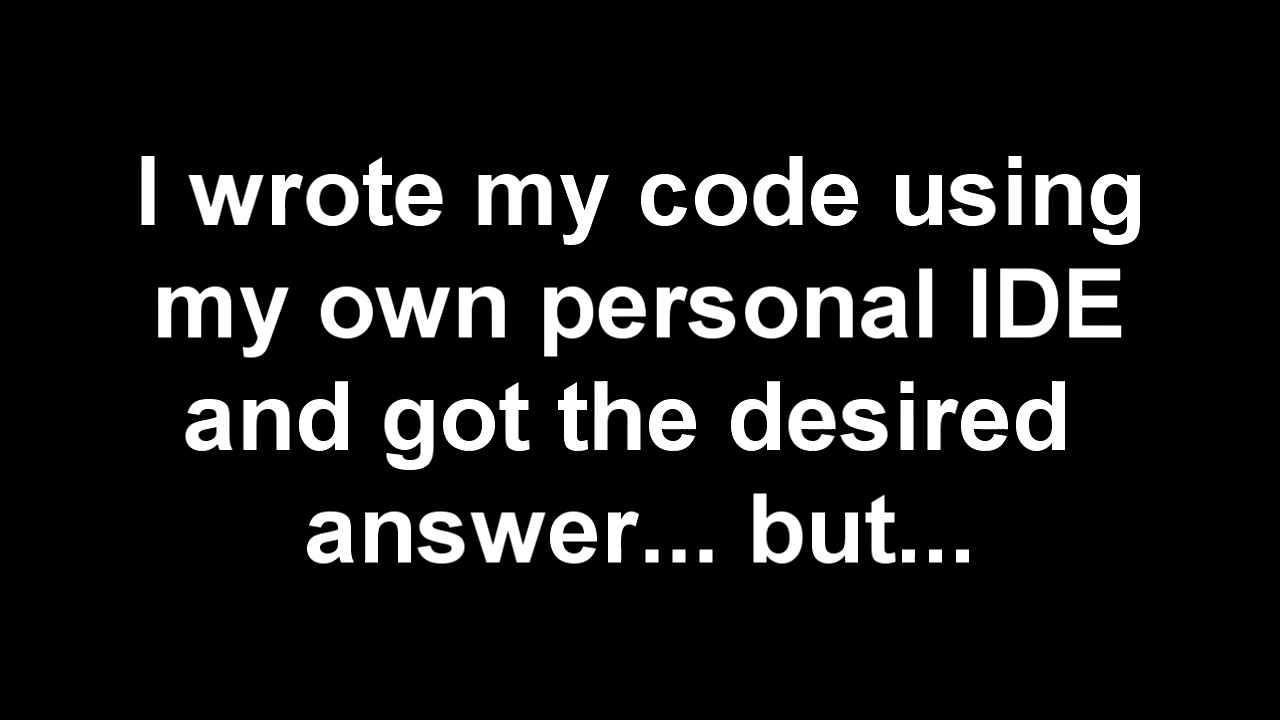 I wrote my code using
my own personal IDE
and got the desired
answer... but...